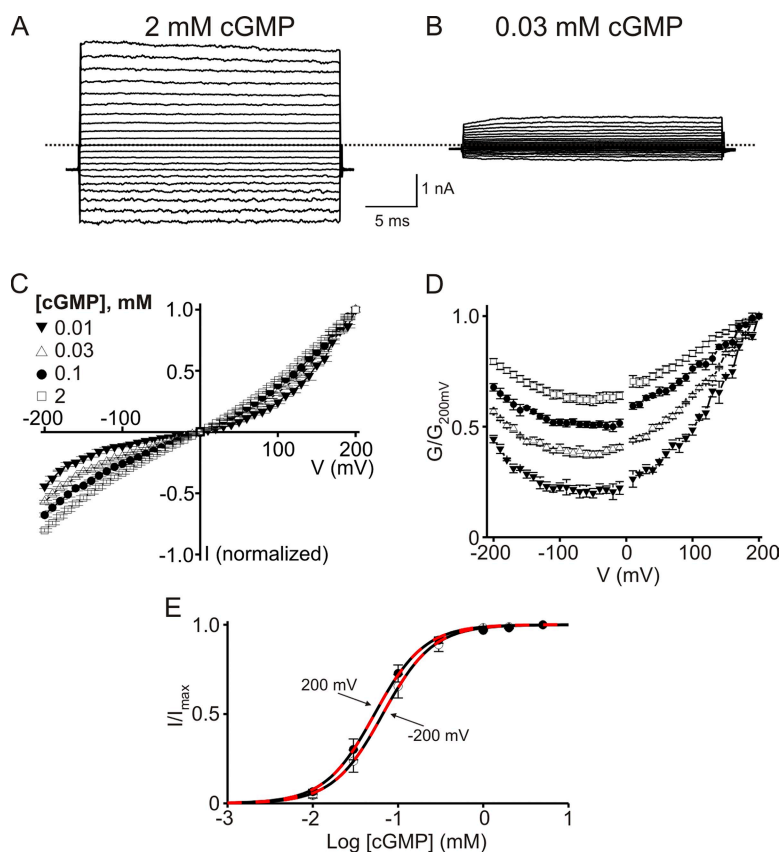 A
2 mM cGMP
B
0.03 mM cGMP
1 nA
5 ms
C
[cGMP], mM
0.01
0.03
0.1
2
1.0
0.5
-200
-100
100
200
V (mV)
-0.5
-1.0
I (normalized)
D
1.0
0.5
0
G/G200mV
-200
-100
0
100
200
V (mV)
E
1.0
0.5
0
I/Imax
200 mV
-200 mV
-3
-2
-1
0
1
Log [cGMP] (mM)